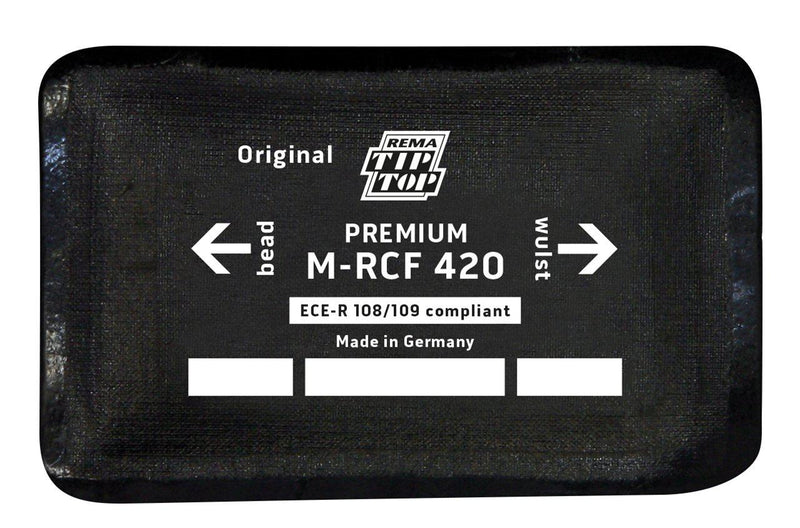 Original
REMA
TIP
TOP
bead
PREMIUM
M-RCF 420
wulst
ECE-R 108/109 compliant
Made in Germany